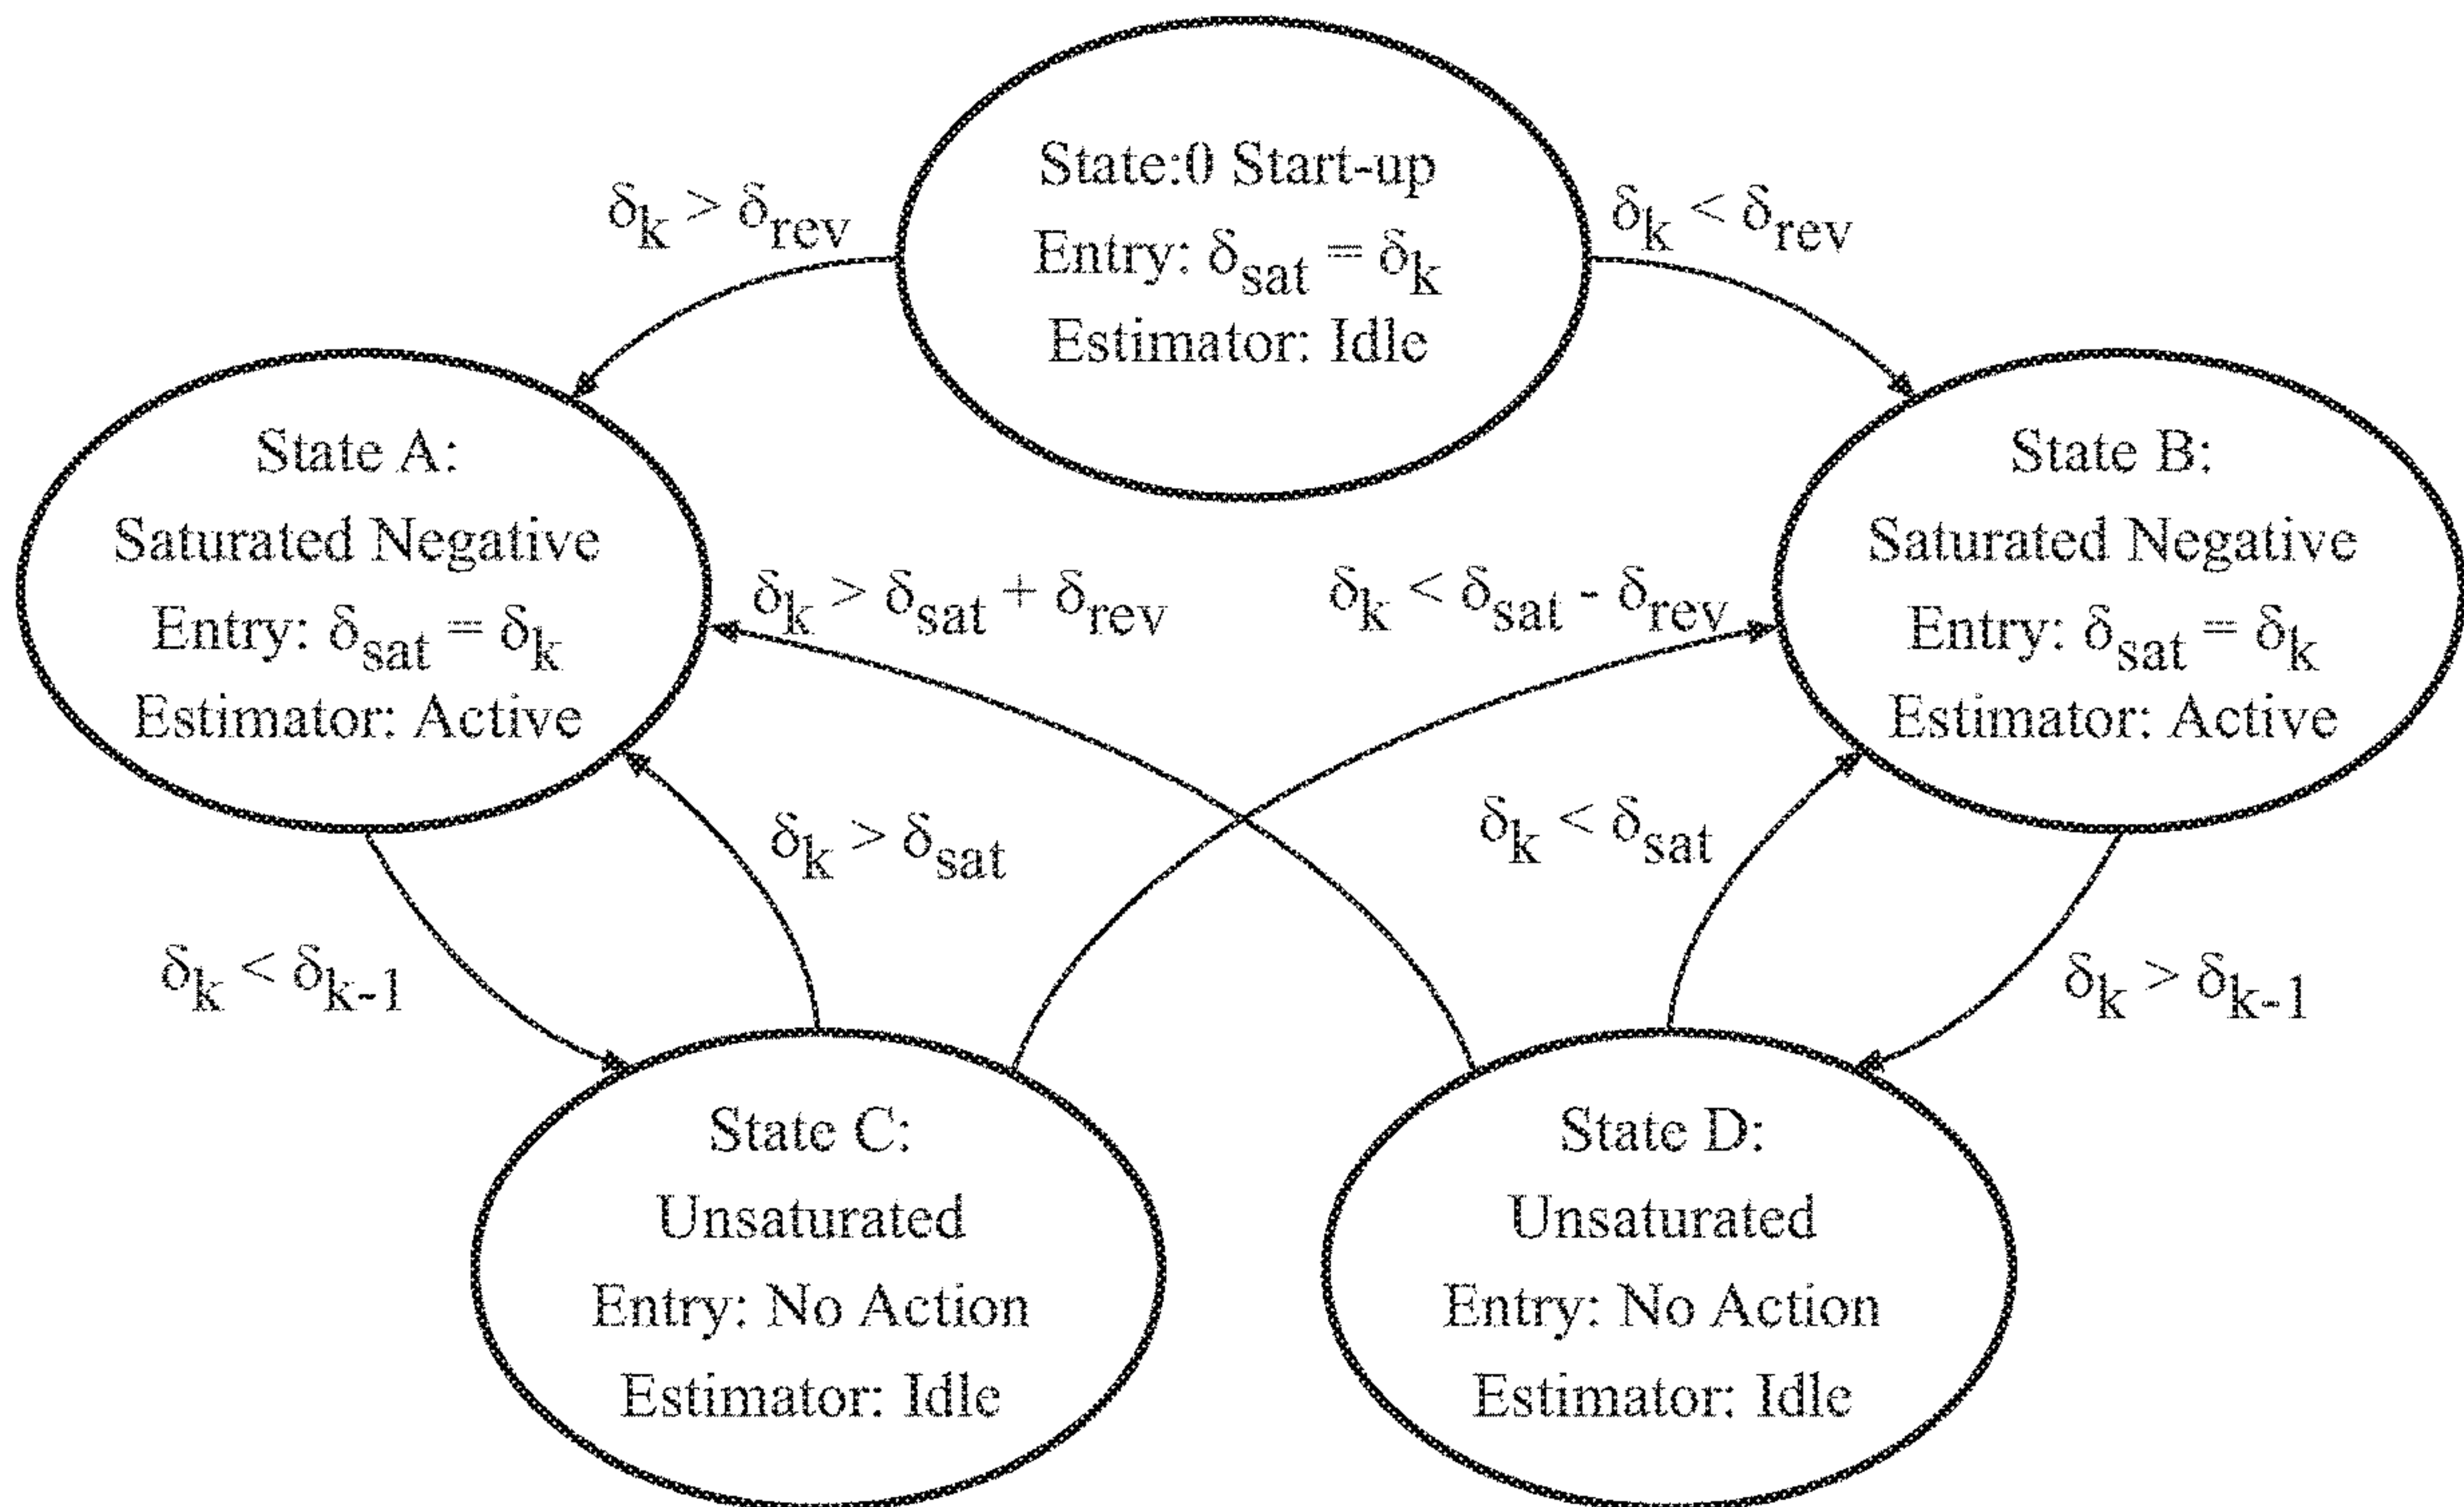 State:0 Start-up
Entry: δsat = δk
Estimator: Idle
δk > δrev
δk < δrev
State A:
Saturated Negative
Entry: δsat = δk
Estimator: Active
State B:
Saturated Negative
Entry: δsat = δk
Estimator: Active
δk > δsat + δrev
δk < δsat - δrev
δk > δsat
δk < δsat
δk < δk-1
δk > δk-1
State C:
Unsaturated
Entry: No Action
Estimator: Idle
State D:
Unsaturated
Entry: No Action
Estimator: Idle